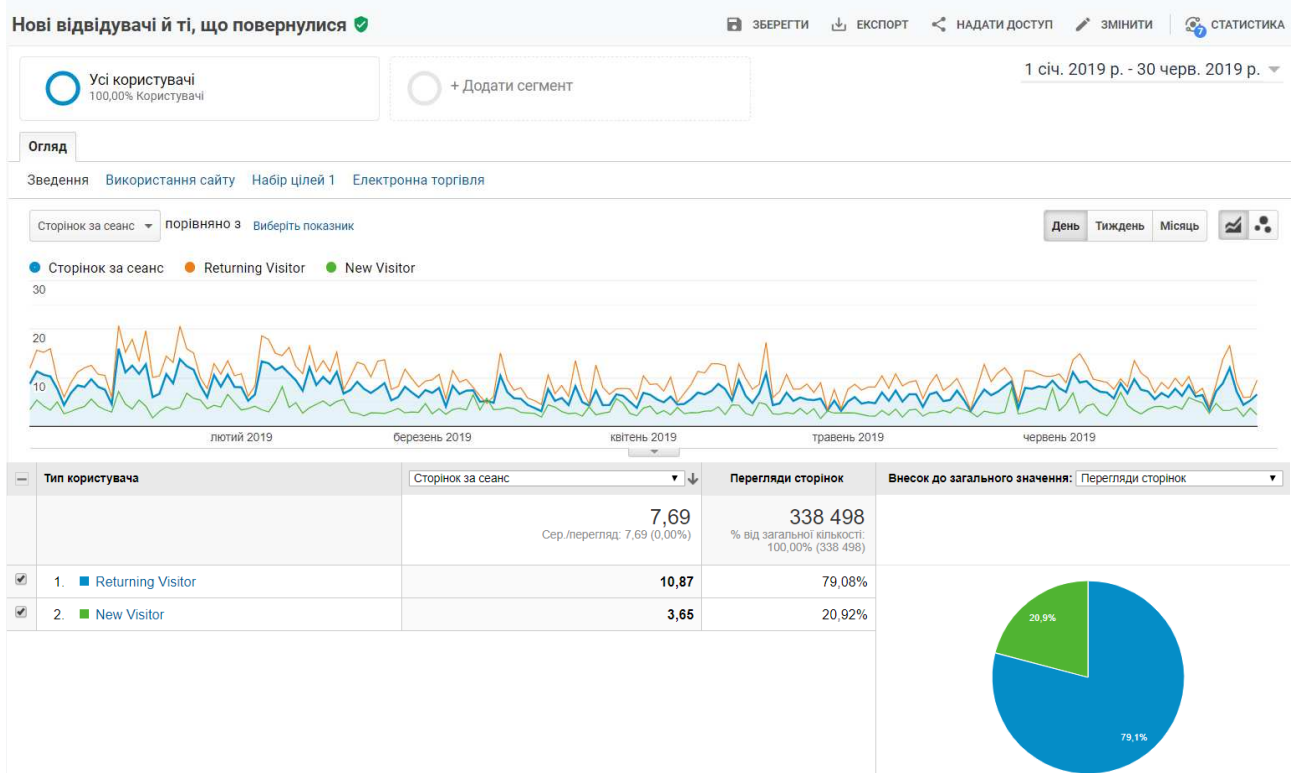 Нові відвідувачі й ті, що повернулися
ЗБЕРЕГТИ ЕКСПОРТ НАДАТИ ДОСТУП ЗМІНИТИ 7 СТАТИСТИКА
Усі користувачі
100,00% Користувачі
+ Додати сегмент
1 січ. 2019 р. - 30 черв. 2019 р.
Огляд
Зведення Використання сайту Набір цілей 1 Електронна торгівля
Сторінок за сеанс порівняно з Виберіть показник День Тиждень Місяць
Сторінок за сеанс Returning Visitor New Visitor
30
20
10
лютий 2019 березень 2019 квітень 2019 травень 2019 червень 2019
Тип користувача Сторінок за сеанс Перегляди сторінок Внесок до загального значення: Перегляди сторінок
7,69 338 498
Сер./перегляд: 7,69 (0,00%) % від загальної кількості:
100,00% (338 498)
1. Returning Visitor 10,87 79,08%
2. New Visitor 3,65 20,92%
20,9%
79,1%